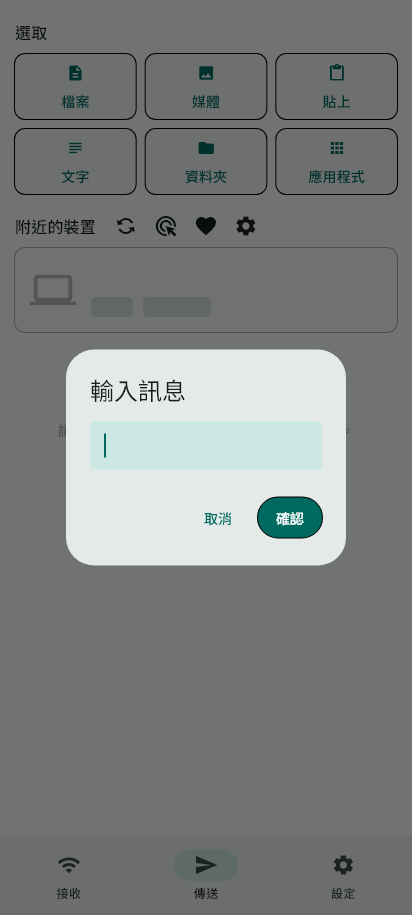 選取
檔案
媒體
貼上
文字
資料夾
應用程式
附近的裝置
輸入訊息
取消
確認
接收
傳送
設定